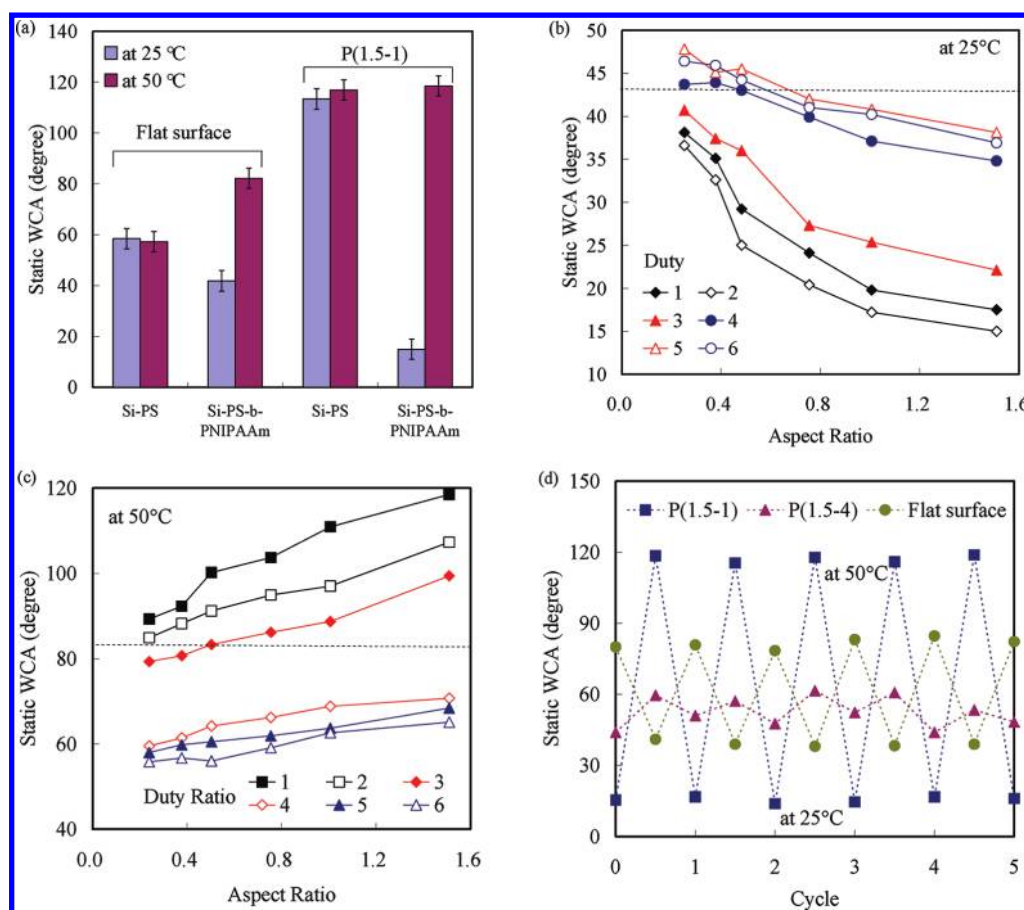 (a)
140
120
100
80
60
40
20
0
Static WCA (degree)
at 25 °C
at 50 °C
P(1.5-1)
Flat surface
Si-PS
Si-PS-b-
PNIPAAm
Si-PS
Si-PS-b-
PNIPAAm
(b)
50
45
40
35
30
25
20
15
10
Static WCA (degree)
at 25°C
Duty
1 2
3 4
5 6
0.0 0.4 0.8 1.2 1.6
Aspect Ratio
(c)
120
100
80
60
40
Static WCA (degree)
at 50°C
Duty Ratio
1 2 3
4 5 6
0.0 0.4 0.8 1.2 1.6
Aspect Ratio
(d)
150
120
90
60
30
0
Static WCA (degree)
P(1.5-1) P(1.5-4) Flat surface
at 50°C
at 25°C
0 1 2 3 4 5
Cycle